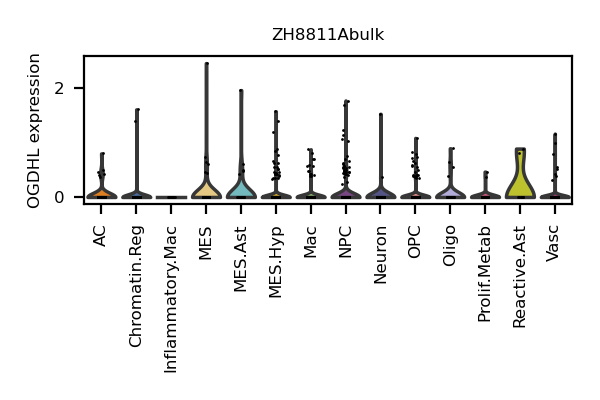 ZH8811Abulk
OGDHL expression
2
0
AC
Chromatin.Reg
Inflammatory.Mac
MES
MES.Ast
MES.Hyp
Mac
NPC
Neuron
OPC
Oligo
Prolif.Metab
Reactive.Ast
Vasc